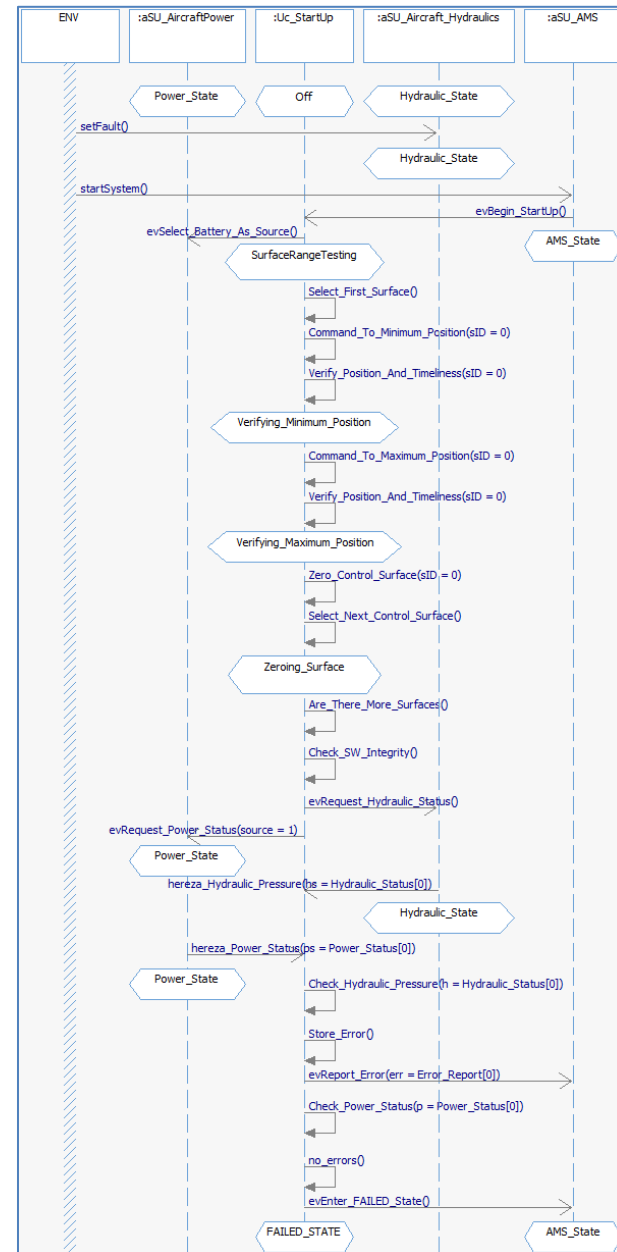 ENV
:aSU_AircraftPower
:Uc_StartUp
:aSU_Aircraft_Hydraulics
:aSU_AMS
Power_State
Off
Hydraulic_State
setFault()
Hydraulic_State
startSystem()
evBegin_StartUp()
evSelect_Battery_As_Source()
AMS_State
SurfaceRangeTesting
Select_First_Surface()
Command_To_Minimum_Position(sID = 0)
Verify_Position_And_Timeliness(sID = 0)
Verifying_Minimum_Position
Command_To_Maximum_Position(sID = 0)
Verify_Position_And_Timeliness(sID = 0)
Verifying_Maximum_Position
Zero_Control_Surface(sID = 0)
Select_Next_Control_Surface()
Zeroing_Surface
Are_There_More_Surfaces()
Check_SW_Integrity()
evRequest_Hydraulic_Status()
evRequest_Power_Status(source = 1)
Power_State
hereza_Hydraulic_Pressure(hs = Hydraulic_Status[0])
Hydraulic_State
hereza_Power_Status(ps = Power_Status[0])
Power_State
Check_Hydraulic_Pressure(h = Hydraulic_Status[0])
Store_Error()
evReport_Error(err = Error_Report[0])
Check_Power_Status(p = Power_Status[0])
no_errors()
evEnter_FAILED_State()
FAILED_STATE
AMS_State